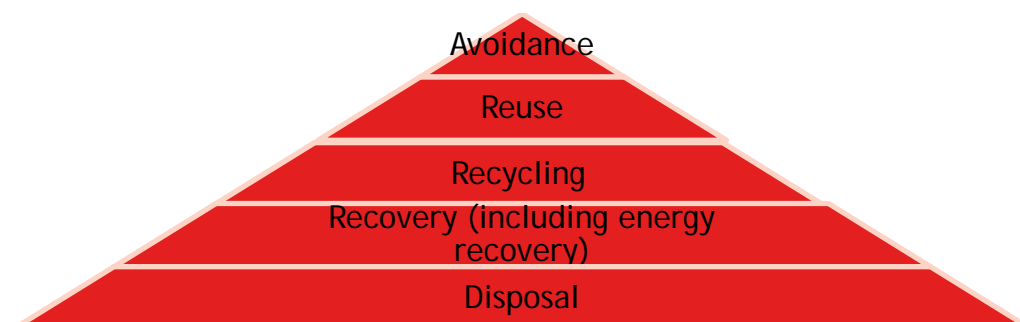 Avoidance
Reuse
Recycling
Recovery (including energy
recovery)
Disposal